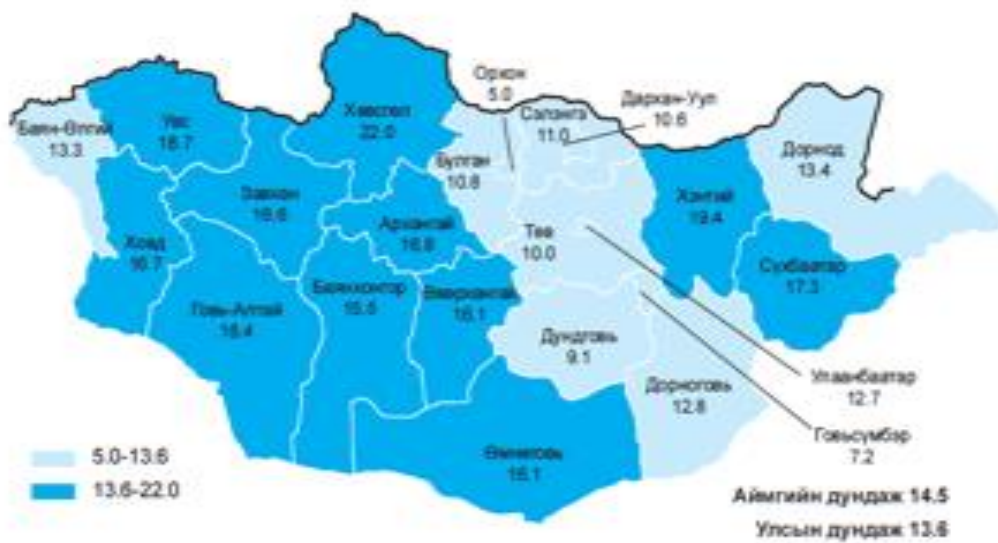 Баян-Өлгий
13.3
Увс
18.7
Ховд
16.7
Завхан
16.6
Говь-Алтай
16.4
Хөвсгөл
22.0
Архангай
16.8
Баянхонгор
15.5
Өвөрхангай
16.1
Орхон
5.0
Булган
10.8
Сэлэнгэ
11.0
Дархан-Уул
10.6
Төв
10.0
Дундговь
9.1
Өмнөговь
16.1
Дорноговь
12.8
Хэнтий
19.4
Дорнод
13.4
Сүхбаатар
17.3
Улаанбаатар
12.7
Говьсүмбэр
7.2
5.0-13.6
13.6-22.0
Аймгийн дундаж 14.5
Улсын дундаж 13.6